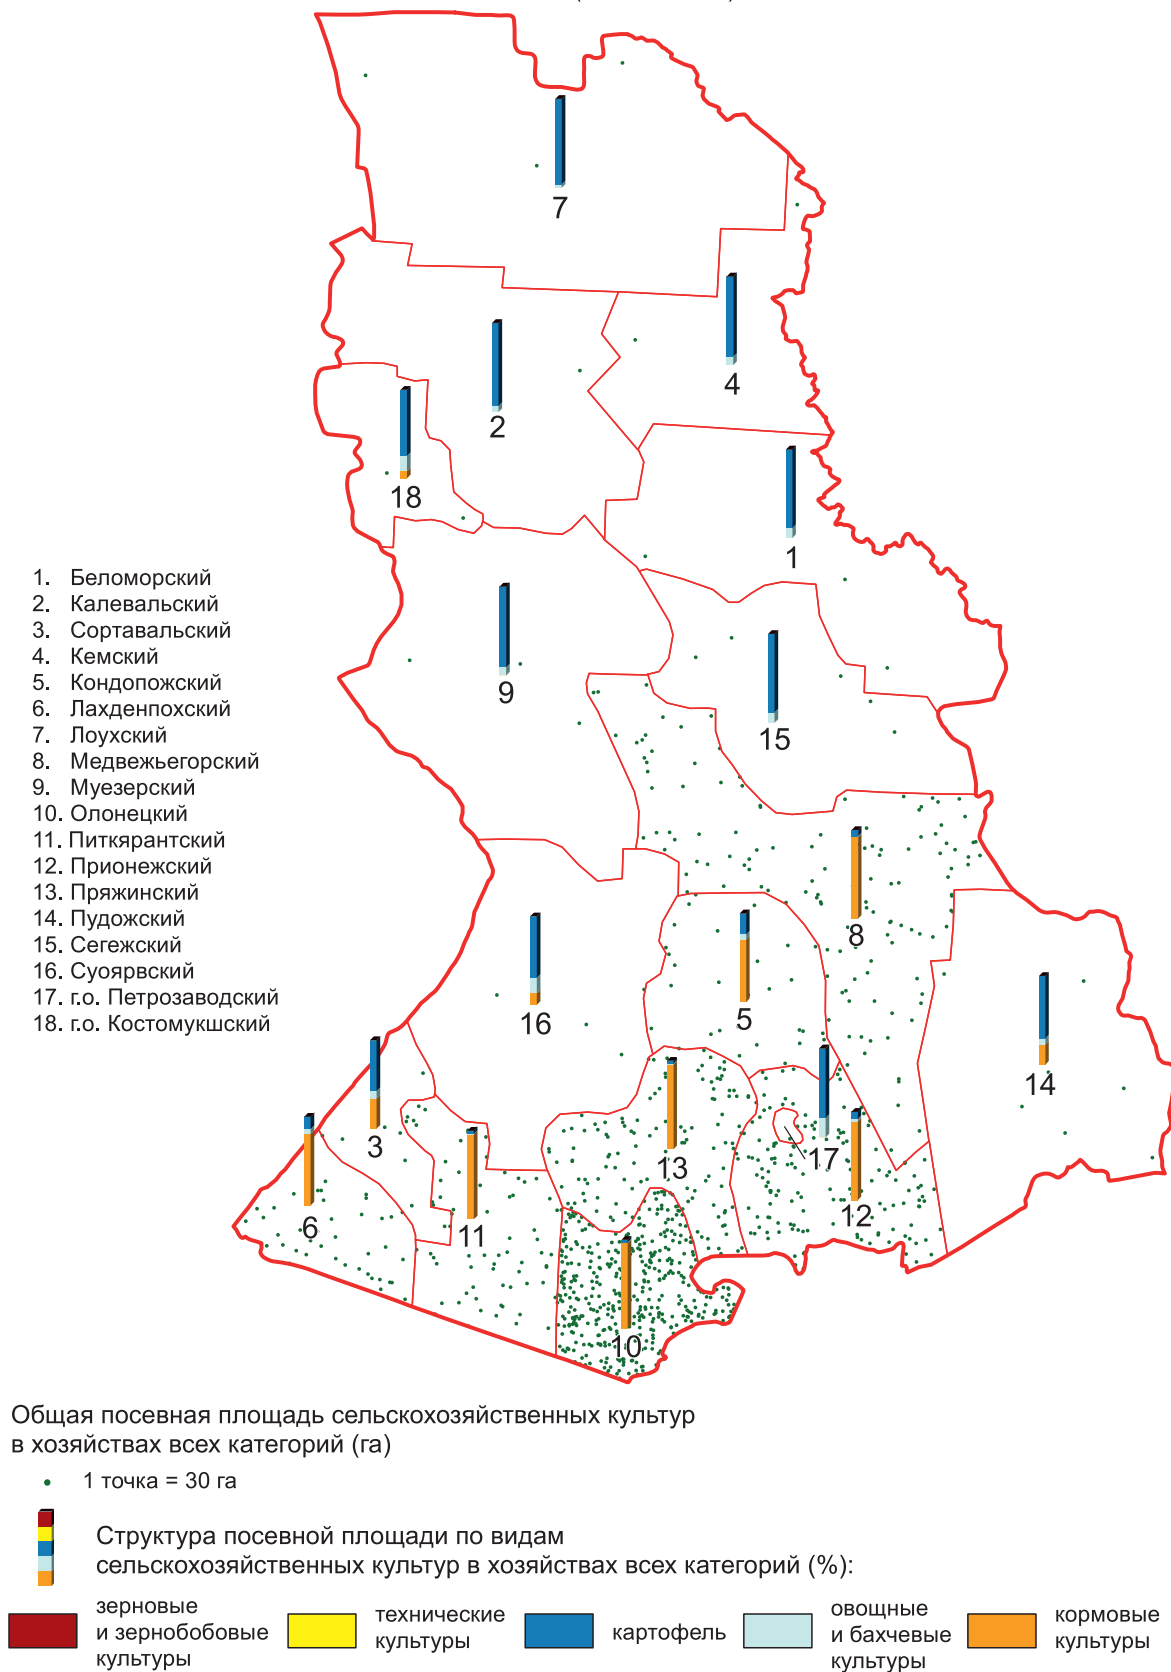 7
4
2
18
1
9
15
8
16
5
14
3
13
17
6
11
12
10
1. Беломорский
2. Калевальский
3. Сортавальский
4. Кемский
5. Кондопожский
6. Лахденпохский
7. Лоухский
8. Медвежьегорский
9. Муезерский
10. Олонецкий
11. Питкярантский
12. Прионежский
13. Пряжинский
14. Пудожский
15. Сегежский
16. Суоярвский
17. г.о. Петрозаводский
18. г.о. Костомукшский
Общая посевная площадь сельскохозяйственных культур
в хозяйствах всех категорий (га)
1 точка = 30 га
Структура посевной площади по видам
сельскохозяйственных культур в хозяйствах всех категорий (%):
зерновые
и зернобобовые
культуры
технические
культуры
картофель
овощные
и бахчевые
культуры
кормовые
культуры